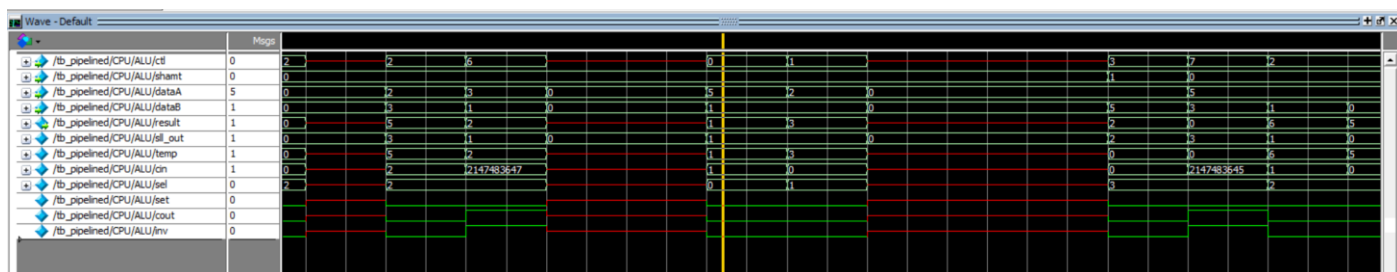 Wave - Default
Msgs
/tb_pipelined/CPU/ALU/ctl 0 2 2 6 0 1 3 7 2
/tb_pipelined/CPU/ALU/shamt 0 0 1 0
/tb_pipelined/CPU/ALU/dataA 5 0 2 3 0 5 2 0 5
/tb_pipelined/CPU/ALU/dataB 1 0 3 1 0 1 0 5 3 1 0
/tb_pipelined/CPU/ALU/result 1 0 5 2 1 3 2 0 6 5
/tb_pipelined/CPU/ALU/sll_out 1 0 3 1 0 1 0 2 3 1 0
/tb_pipelined/CPU/ALU/temp 1 0 5 2 1 3 0 0 6 5
/tb_pipelined/CPU/ALU/cin 1 0 2 2147483647 1 0 0 2147483645 1 0
/tb_pipelined/CPU/ALU/sel 0 2 2 0 1 3 2
/tb_pipelined/CPU/ALU/set 0
/tb_pipelined/CPU/ALU/cout 0
/tb_pipelined/CPU/ALU/inv 0